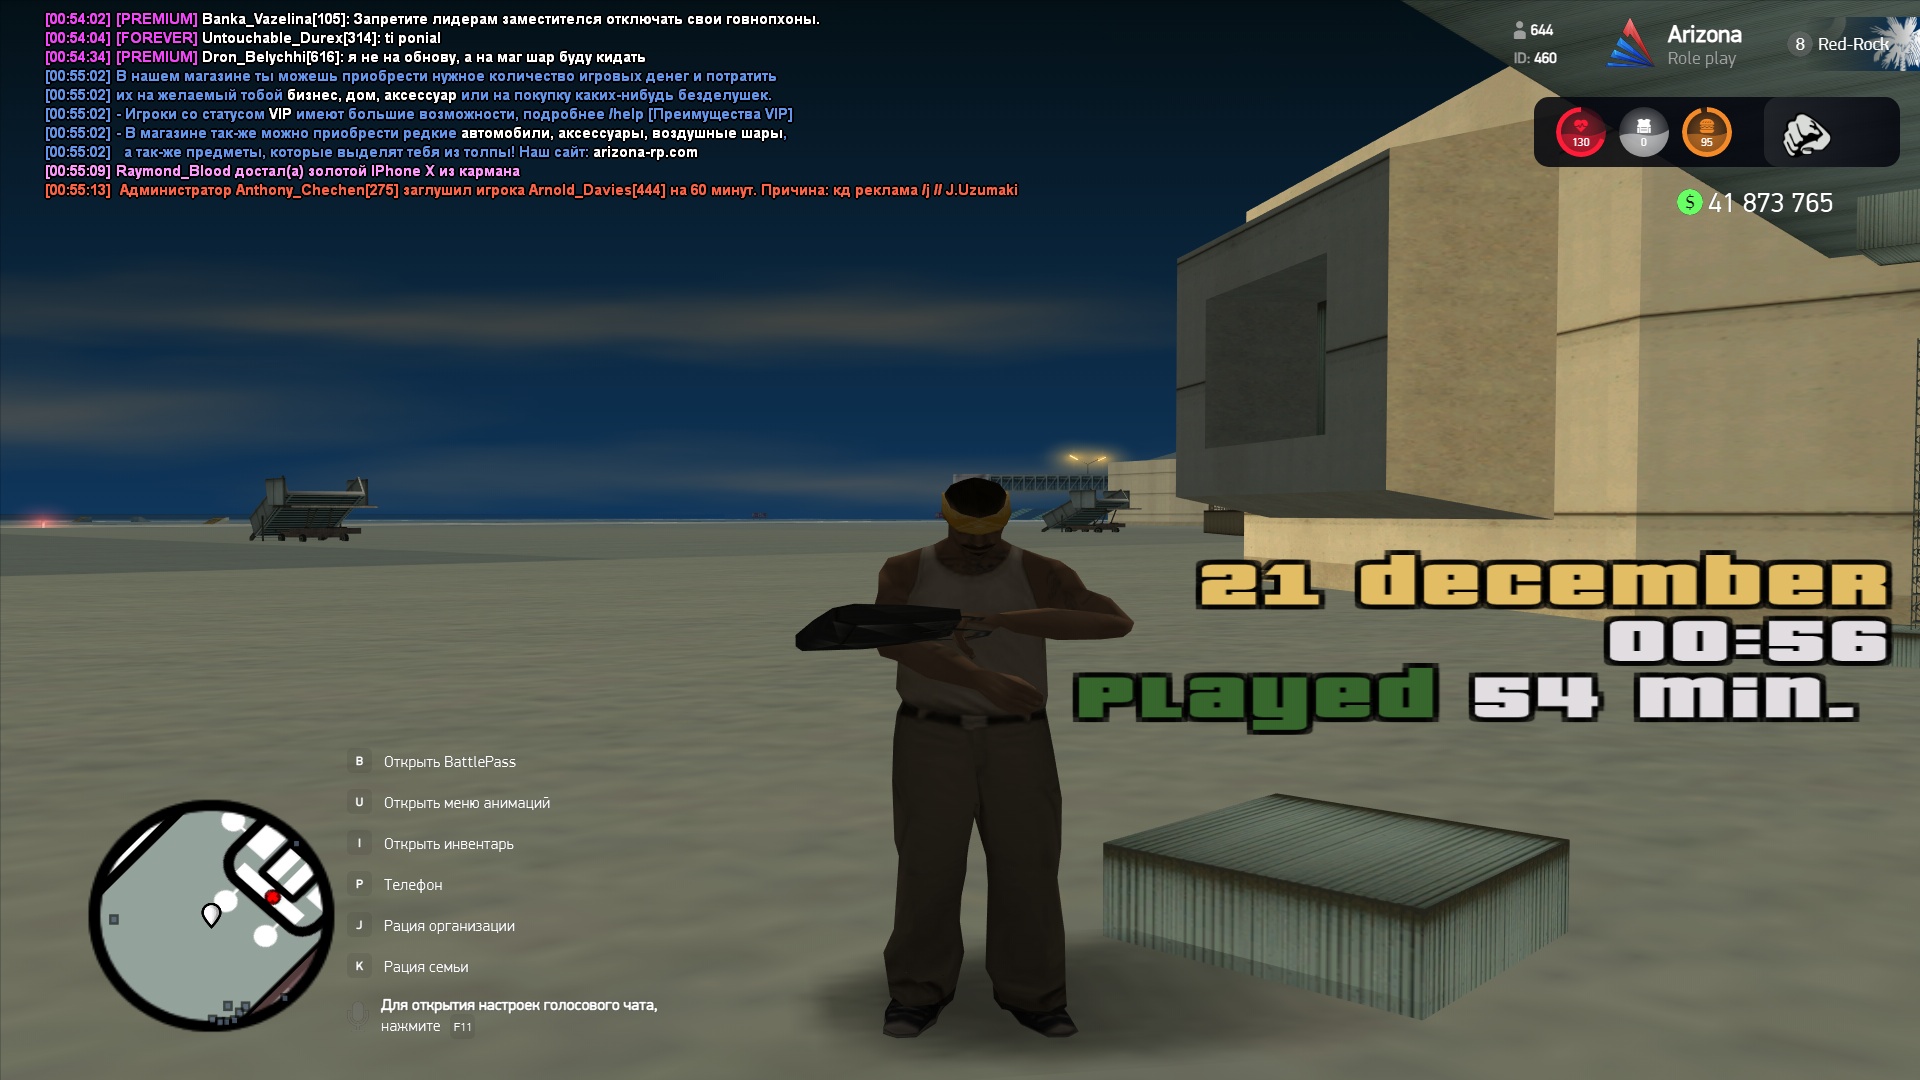 [00:54:02] [PREMIUM] Banka_Vazelina[105]: Запретите лидерам заместителся отключать свои говнопхоны.
[00:54:04] [FOREVER] Untouchable_Durex[314]: ti ponial
[00:54:34] [PREMIUM] Dron_Belychhi[616]: я не на обнову, а на маг шар буду кидать
[00:55:02] В нашем магазине ты можешь приобрести нужное количество игровых денег и потратить
[00:55:02] их на желаемый тобой бизнес, дом, аксессуар или на покупку каких-нибудь безделушек.
[00:55:02] - Игроки со статусом VIP имеют большие возможности, подробнее /help [Преимущества VIP]
[00:55:02] - В магазине так-же можно приобрести редкие автомобили, аксессуары, воздушные шары,
[00:55:02] а так-же предметы, которые выделят тебя из толпы! Наш сайт: arizona-rp.com
[00:55:09] Raymond_Blood достал(а) золотой IPhone X из кармана
[00:55:13] Администратор Anthony_Chechen[275] заглушил игрока Arnold_Davies[444] на 60 минут. Причина: кд реклама /j // J.Uzumaki
644
ID: 460
Arizona
Role play
8 Red-Rock
130
0
95
$ 41 873 765
21 december
00:56
Played 54 min.
B Открыть BattlePass
U Открыть меню анимаций
I Открыть инвентарь
P Телефон
J Рация организации
K Рация семьи
Для открытия настроек голосового чата,
нажмите F11